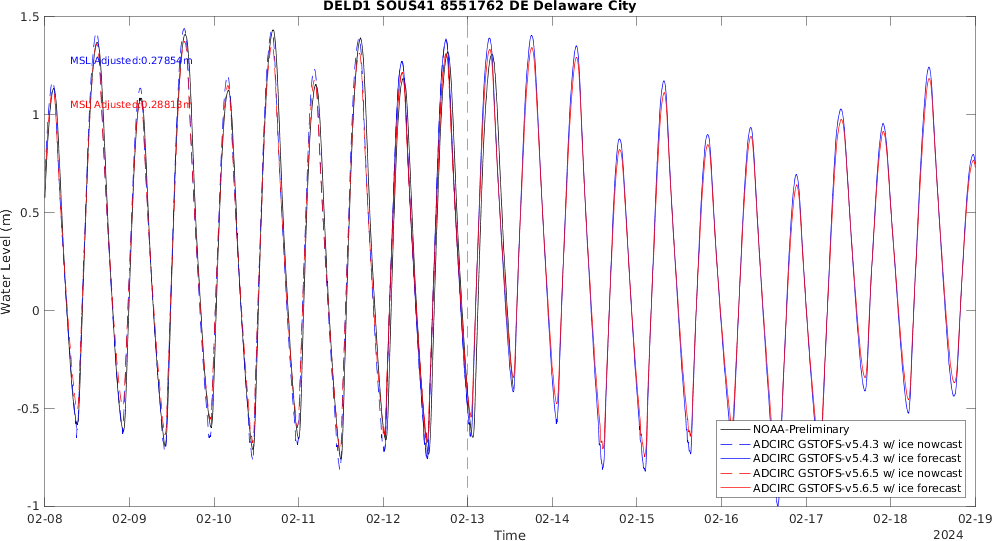 DELD1 SOUS41 8551762 DE Delaware City
1.5
1
0.5
0
-0.5
-1
Water Level (m)
MSL Adjusted:0.27854m
MSL Adjusted:0.28813m
NOAA-Preliminary
ADCIRC GSTOFS-v5.4.3 w/ ice nowcast
ADCIRC GSTOFS-v5.4.3 w/ ice forecast
ADCIRC GSTOFS-v5.6.5 w/ ice nowcast
ADCIRC GSTOFS-v5.6.5 w/ ice forecast
02-08 02-09 02-10 02-11 02-12 02-13 02-14 02-15 02-16 02-17 02-18 02-19
Time
2024